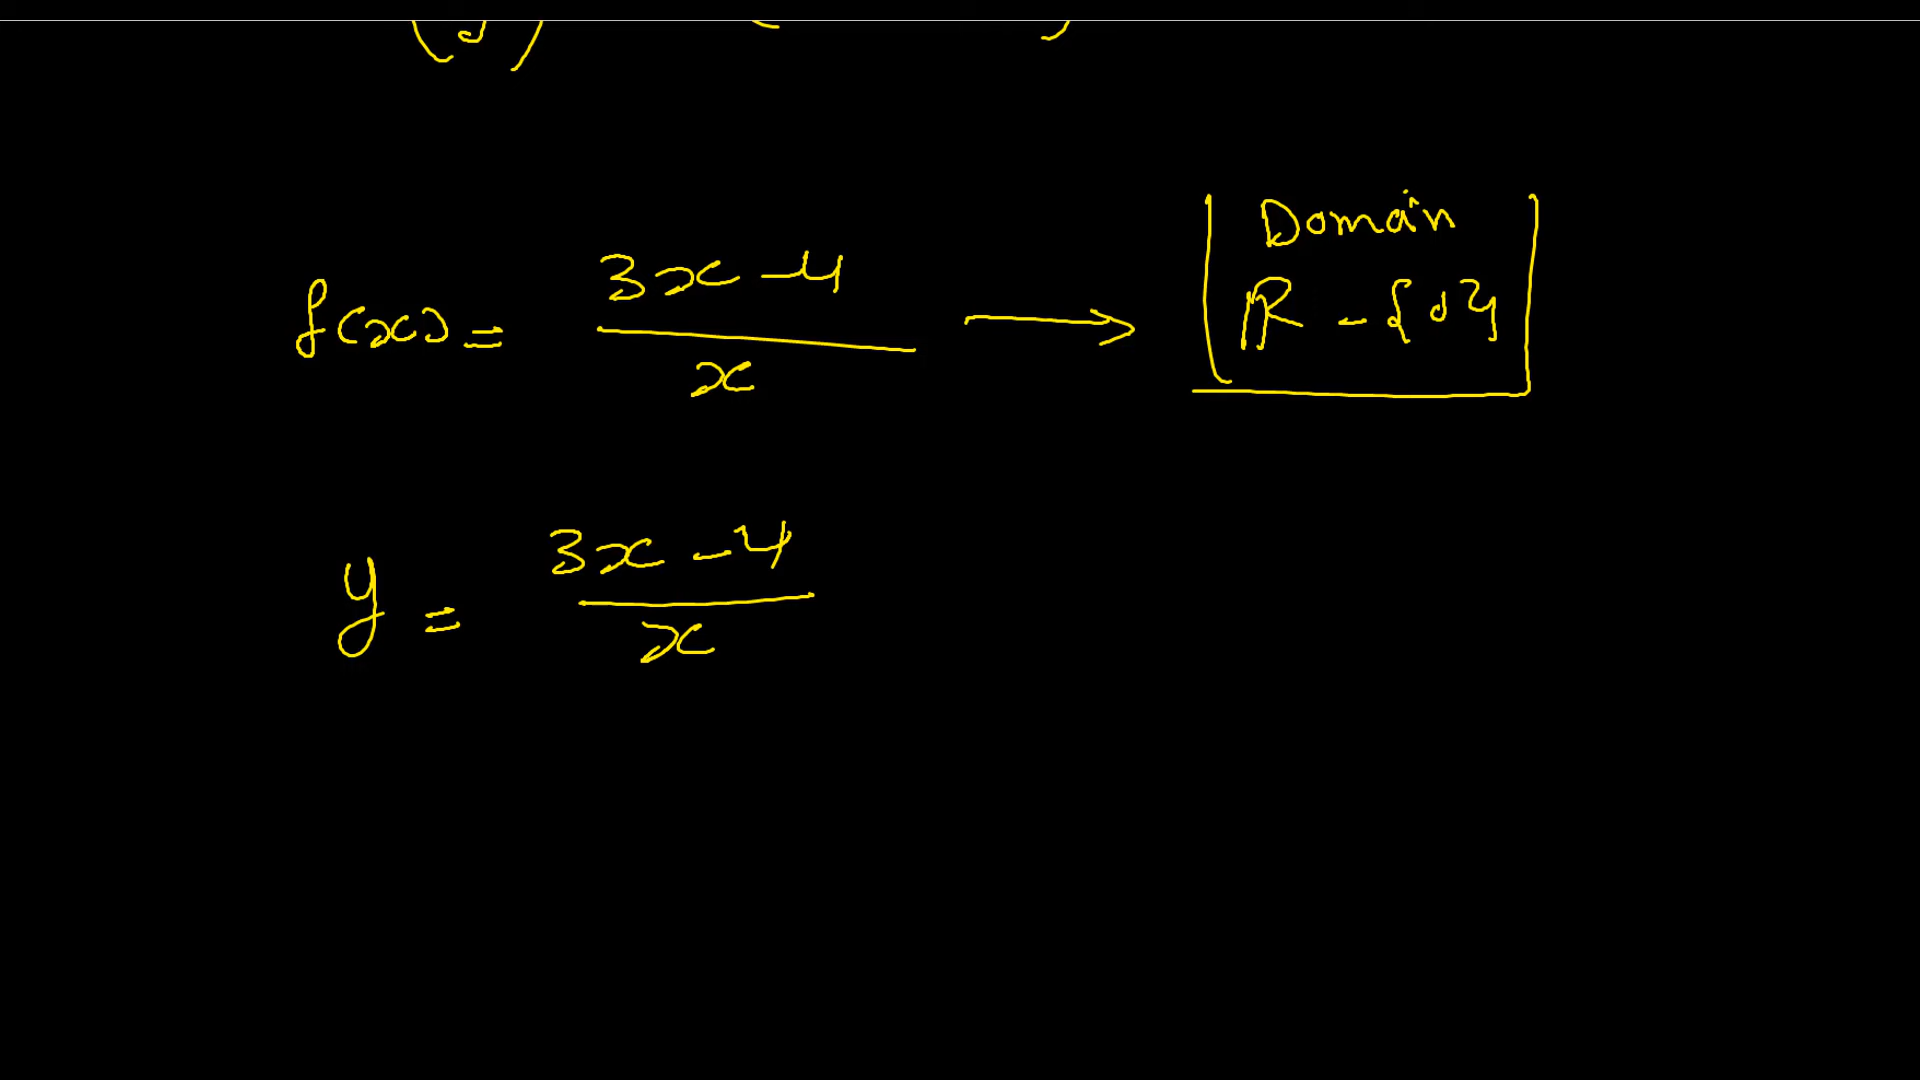 f(x) = 3x - 4 / x → Domain
R - {0}
y = 3x - 4 / x